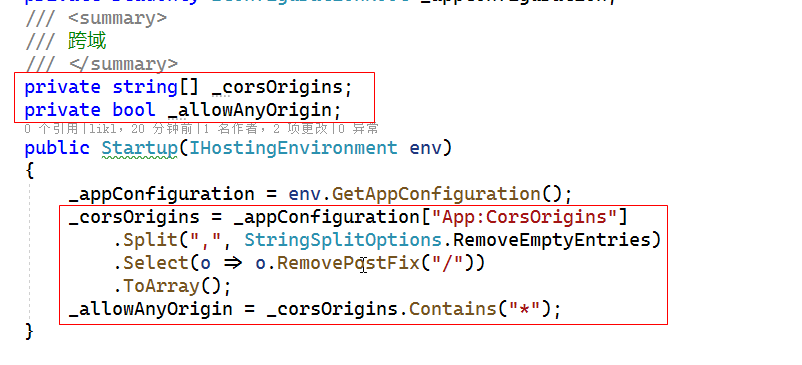 /// <summary>
/// 跨域
/// </summary>
private string[] _corsOrigins;
private bool _allowAnyOrigin;
0 个引用|likl，20 分钟前|1 名作者，2 项更改|0 异常
public Startup(IHostingEnvironment env)
{
_appConfiguration = env.GetAppConfiguration();
_corsOrigins = _appConfiguration["App:CorsOrigins"]
.Split(",", StringSplitOptions.RemoveEmptyEntries)
.Select(o => o.RemovePostFix("/"))
.ToArray();
_allowAnyOrigin = _corsOrigins.Contains("*");
}